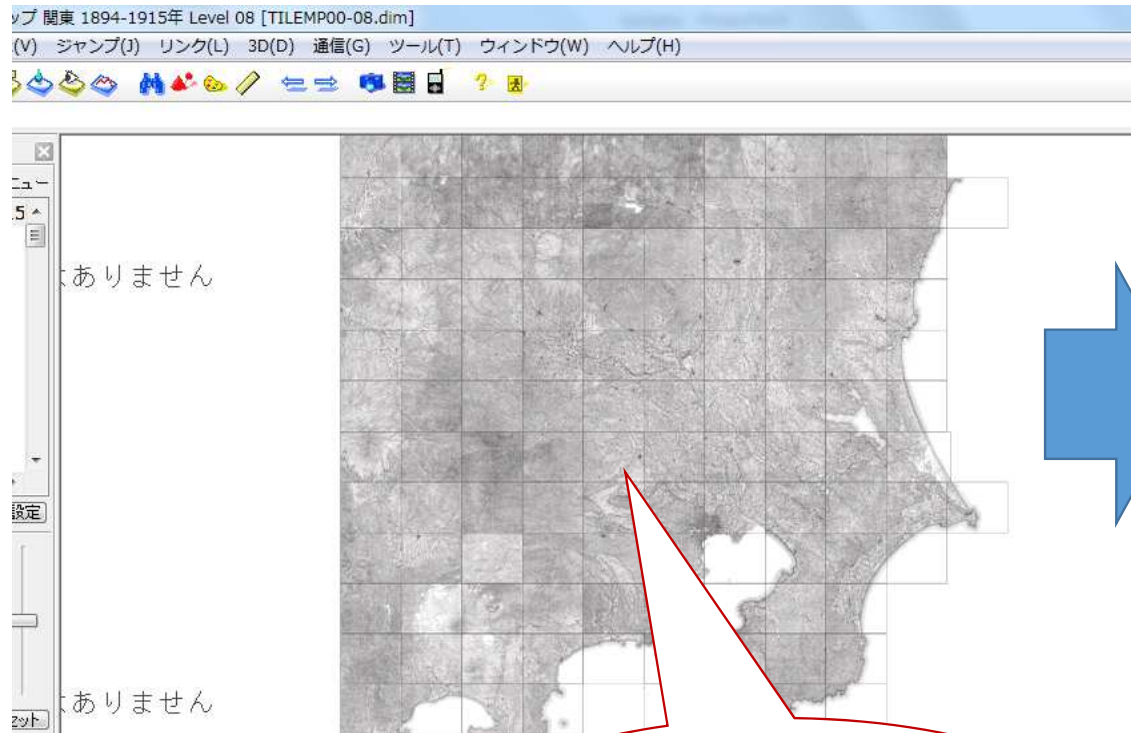 ップ 関東 1894-1915年 Level 08 [TILEMP00-08.dim]
(V) ジャンプ(J) リンク(L) 3D(D) 通信(G) ツール(T) ウィンドウ(W) ヘルプ(H)
ニュー
5
はありません
設定
はありません
セット